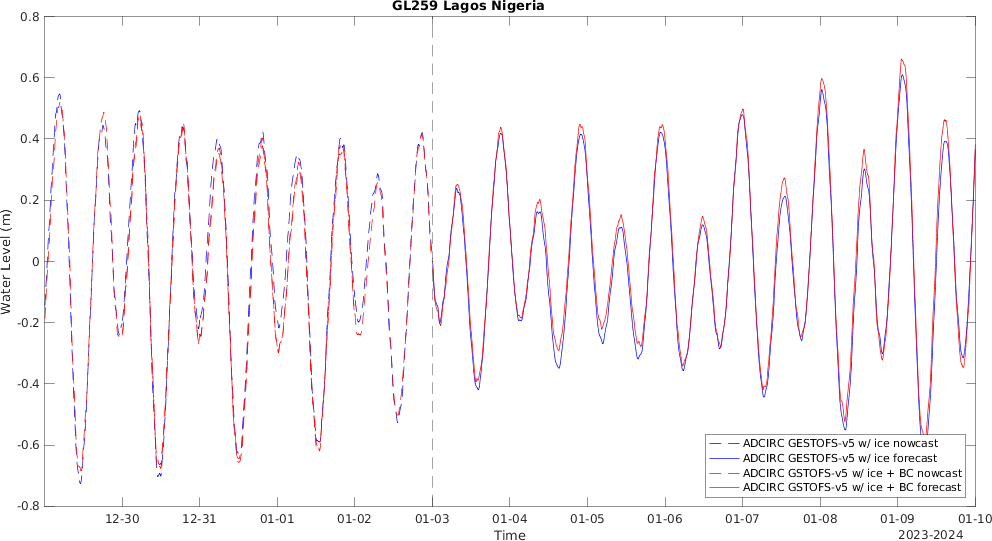 GL259 Lagos Nigeria
0.8
0.6
0.4
0.2
0
-0.2
-0.4
-0.6
-0.8
Water Level (m)
ADCIRC GESTOFS-v5 w/ ice nowcast
ADCIRC GESTOFS-v5 w/ ice forecast
ADCIRC GSTOFS-v5 w/ ice + BC nowcast
ADCIRC GSTOFS-v5 w/ ice + BC forecast
12-30 12-31 01-01 01-02 01-03 01-04 01-05 01-06 01-07 01-08 01-09 01-10
Time
2023-2024